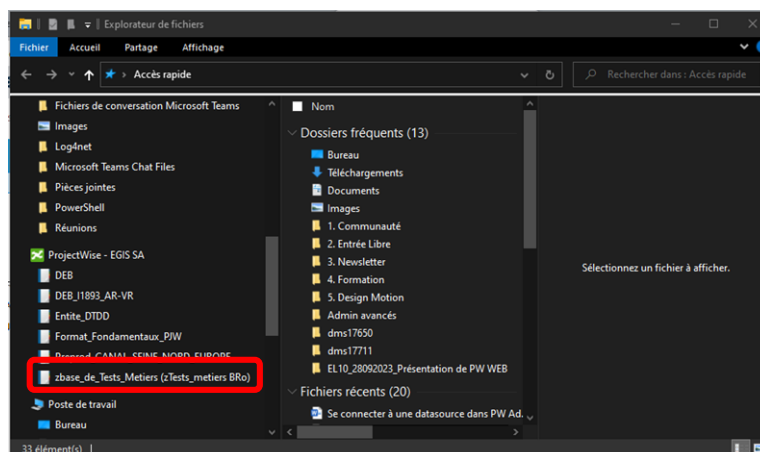 Explorateur de fichiers
Fichier Accueil Partage Affichage
Accès rapide
Rechercher dans : Accès rapide
Fichiers de conversation Microsoft Teams
Images
Log4net
Microsoft Teams Chat Files
Pièces jointes
PowerShell
Réunions
ProjectWise - EGIS SA
DEB
DEB_I1893_AR-VR
Entite_DTDD
Format_Fondamentaux_PJW
Preprod_CANAL_SEINE_NORD_EUROPE
zbase_de_Tests_Metiers (zTests_metiers BRo)
Poste de travail
Bureau
Nom
Dossiers fréquents (13)
Bureau
Téléchargements
Documents
Images
1. Communauté
2. Entrée Libre
3. Newsletter
4. Formation
5. Design Motion
Admin avancés
dms17650
dms17711
EL10_28092023_Présentation de PW WEB
Fichiers récents (20)
Se connecter à une datasource dans PW Ad.
Sélectionnez un fichier à afficher.
33 élément(s)